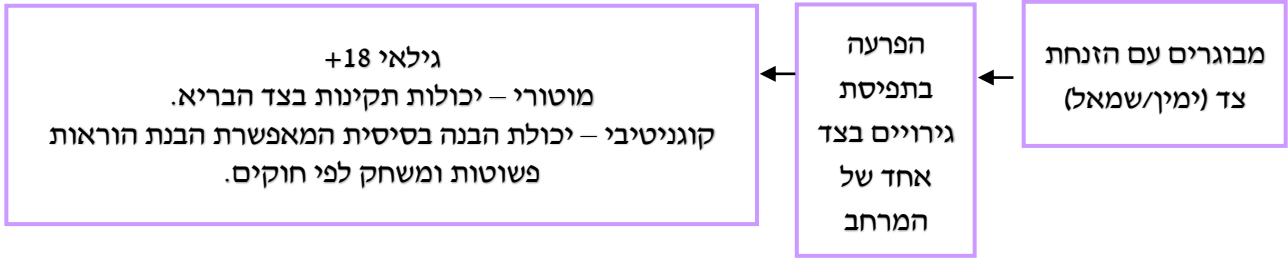 מבוגרים עם הזנחת
צד (ימין/שמאל)
הפרעה
בתפיסת
גירויים בצד
אחד של
המרחב
גילאי 18+
מוטורי – יכולות תקינות בצד הבריא.
קוגניטיבי – יכולת הבנה בסיסית המאפשרת הבנת הוראות
פשוטות ומשחק לפי חוקים.